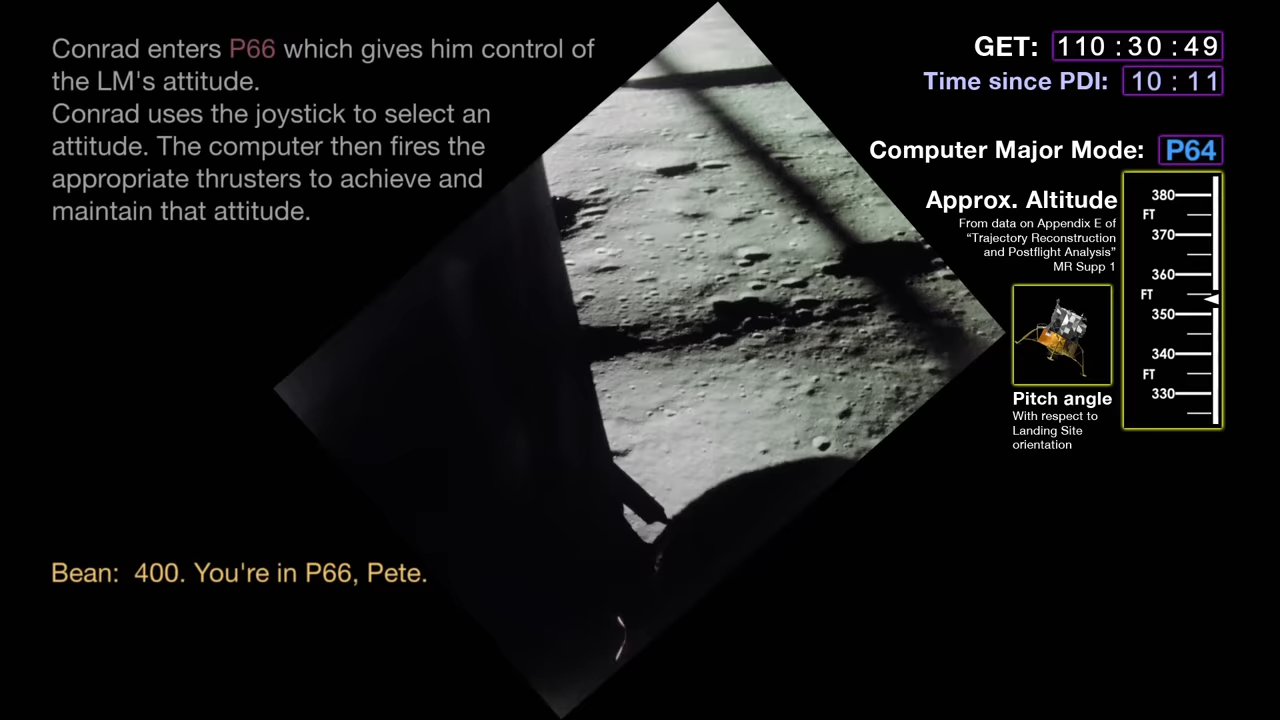 Conrad enters P66 which gives him control of
the LM's attitude.
Conrad uses the joystick to select an
attitude. The computer then fires the
appropriate thrusters to achieve and
maintain that attitude.
GET: 110 : 30 : 49
Time since PDI: 10 : 11
Computer Major Mode: P64
Approx. Altitude
From data on Appendix E of
“Trajectory Reconstruction
and Postflight Analysis”
MR Supp 1
380
FT
370
360
FT
350
340
FT
330
Pitch angle
With respect to
Landing Site
orientation
Bean: 400. You're in P66, Pete.